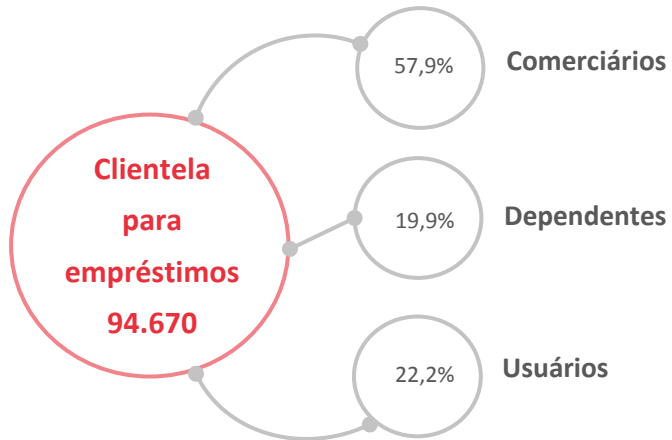 Clientela
para
empréstimos
94.670
57,9%
Comerciários
19,9%
Dependentes
22,2%
Usuários